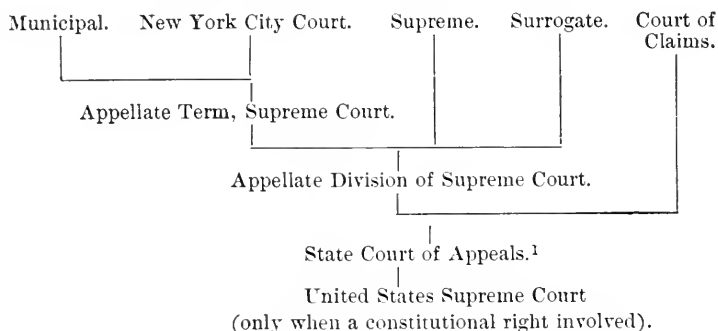 Municipal. New York City Court. Supreme. Surrogate. Court of
Claims.
Appellate Term, Supreme Court.
Appellate Division of Supreme Court.
State Court of Appeals.¹
United States Supreme Court
(only when a constitutional right involved).